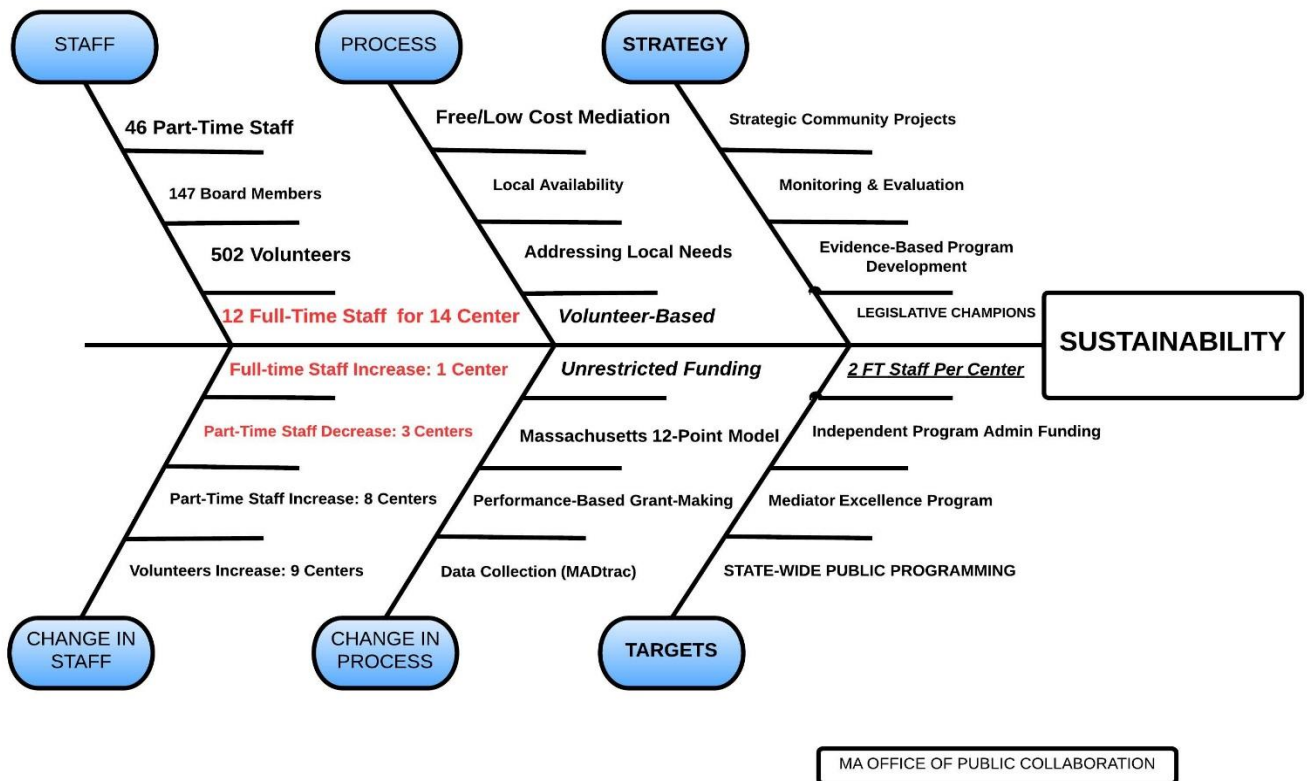 STAFF
PROCESS
STRATEGY
46 Part-Time Staff
147 Board Members
502 Volunteers
12 Full-Time Staff for 14 Center
Free/Low Cost Mediation
Local Availability
Addressing Local Needs
Volunteer-Based
Strategic Community Projects
Monitoring & Evaluation
Evidence-Based Program
Development
LEGISLATIVE CHAMPIONS
SUSTAINABILITY
Full-time Staff Increase: 1 Center
Part-Time Staff Decrease: 3 Centers
Part-Time Staff Increase: 8 Centers
Volunteers Increase: 9 Centers
Unrestricted Funding
Massachusetts 12-Point Model
Performance-Based Grant-Making
Data Collection (MADtrac)
2 FT Staff Per Center
Independent Program Admin Funding
Mediator Excellence Program
STATE-WIDE PUBLIC PROGRAMMING
CHANGE IN
STAFF
CHANGE IN
PROCESS
TARGETS
MA OFFICE OF PUBLIC COLLABORATION